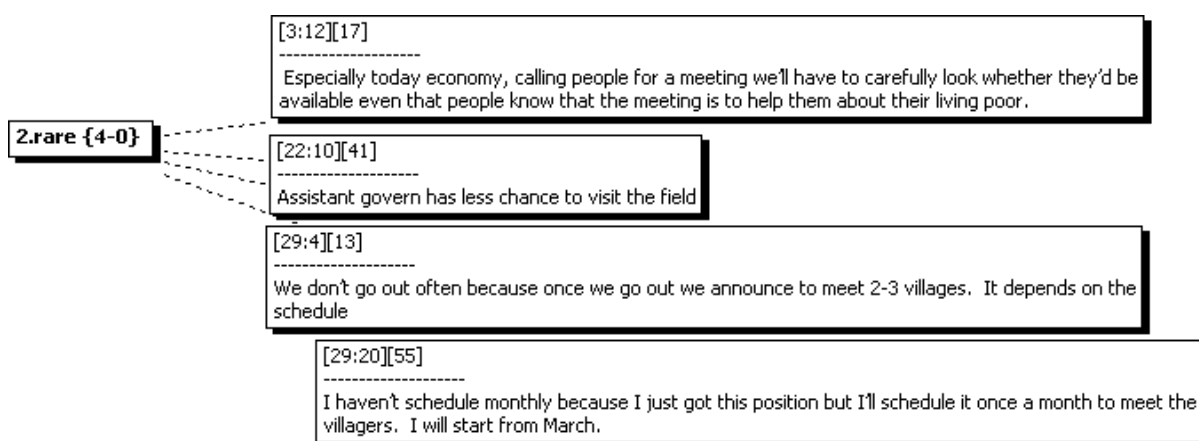 [3:12][17]
--------------------
Especially today economy, calling people for a meeting we'll have to carefully look whether they'd be
available even that people know that the meeting is to help them about their living poor.
2.rare {4-0}
[22:10][41]
--------------------
Assistant govern has less chance to visit the field
[29:4][13]
--------------------
We don't go out often because once we go out we announce to meet 2-3 villages.  It depends on the
schedule
[29:20][55]
--------------------
I haven't schedule monthly because I just got this position but I'll schedule it once a month to meet the
villagers.  I will start from March.